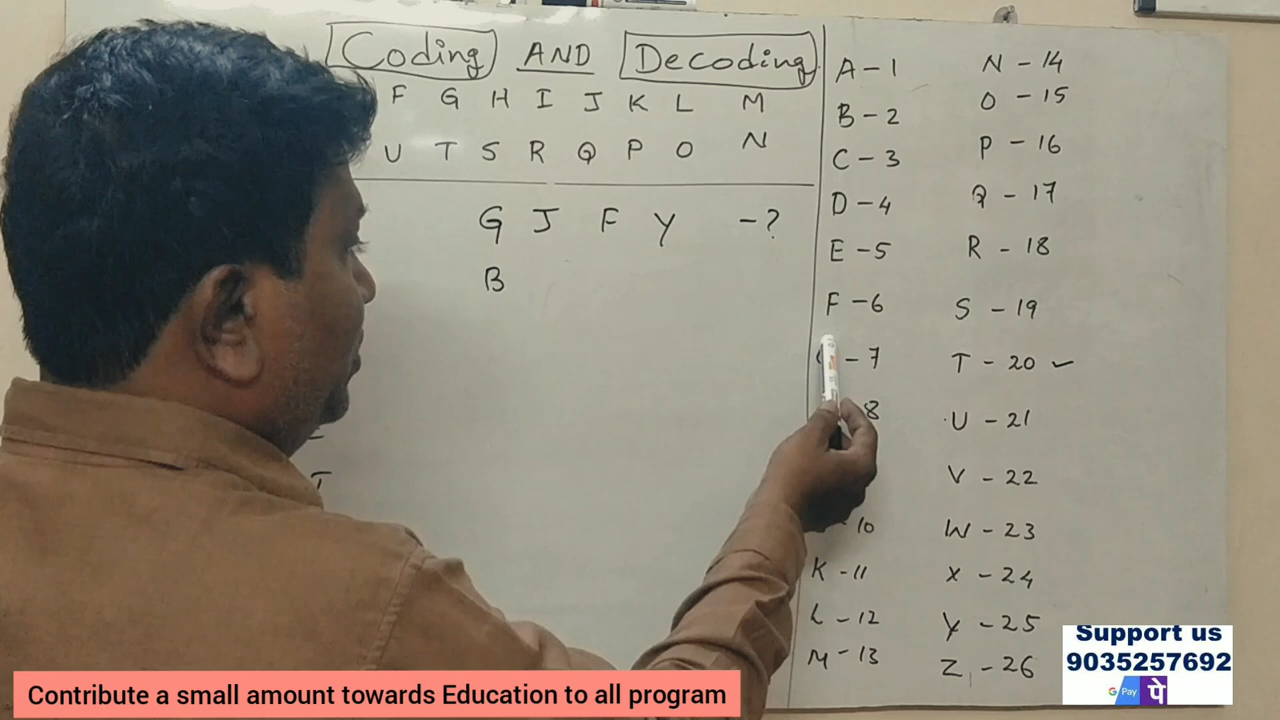 Coding AND Decoding
F G H I J K L M
U T S R Q P O N
G J F Y - ?
B
I
A - 1
B - 2
C - 3
D - 4
E - 5
F - 6
- 7
8
- 10
K - 11
L - 12
M - 13
N - 14
O - 15
P - 16
Q - 17
R - 18
S - 19
T - 20 ✓
U - 21
V - 22
W - 23
X - 24
Y - 25
Z - 26
Support us
9035257692
G Pay पे
Contribute a small amount towards Education to all program